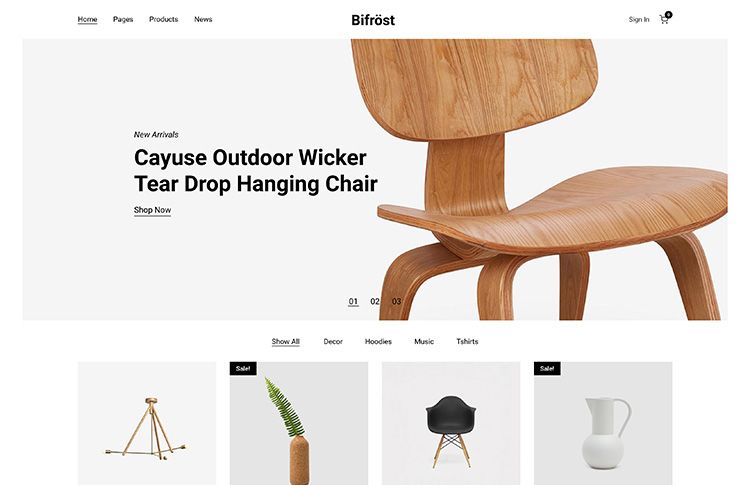 Home Pages Products News Bifröst Sign In 0
New Arrivals
Cayuse Outdoor Wicker
Tear Drop Hanging Chair
Shop Now
01 02 03
Show All Decor Hoodies Music Tshirts
Sale! Sale!